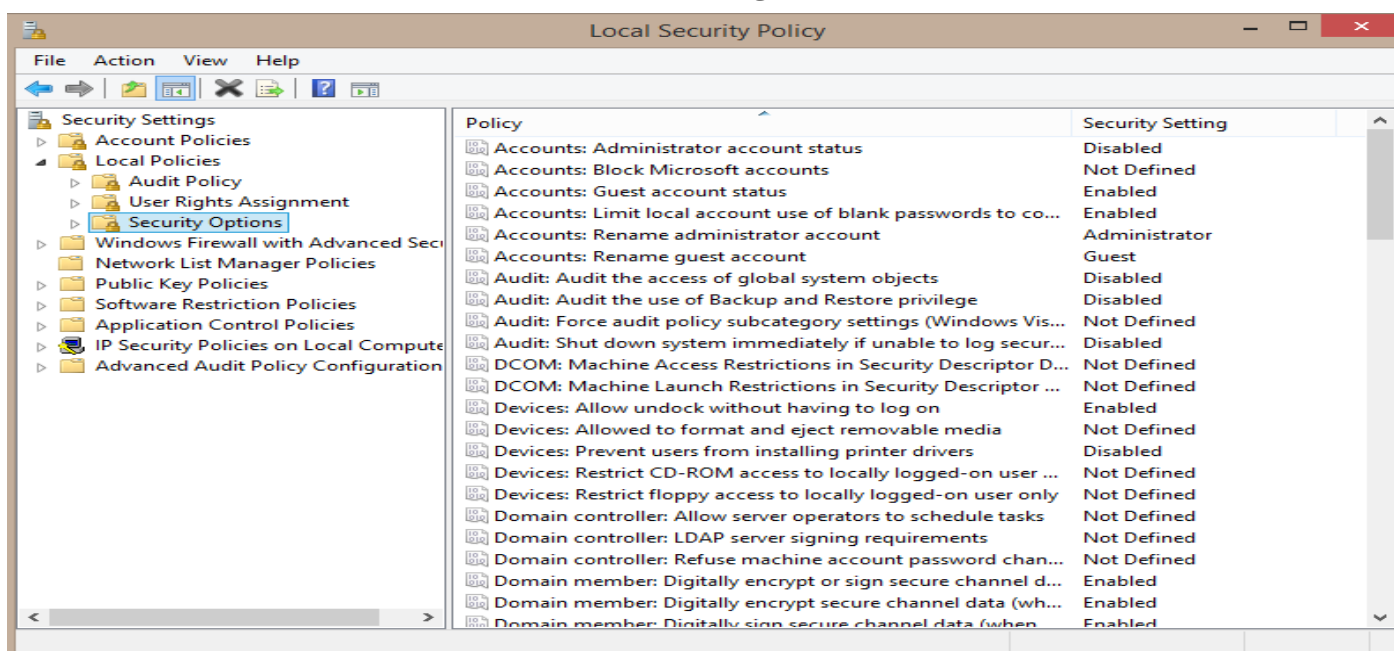 Local Security Policy
File Action View Help
Security Settings
Account Policies
Local Policies
Audit Policy
User Rights Assignment
Security Options
Windows Firewall with Advanced Secu
Network List Manager Policies
Public Key Policies
Software Restriction Policies
Application Control Policies
IP Security Policies on Local Compute
Advanced Audit Policy Configuration
Policy Security Setting
Accounts: Administrator account status Disabled
Accounts: Block Microsoft accounts Not Defined
Accounts: Guest account status Enabled
Accounts: Limit local account use of blank passwords to co... Enabled
Accounts: Rename administrator account Administrator
Accounts: Rename guest account Guest
Audit: Audit the access of global system objects Disabled
Audit: Audit the use of Backup and Restore privilege Disabled
Audit: Force audit policy subcategory settings (Windows Vis... Not Defined
Audit: Shut down system immediately if unable to log secur... Disabled
DCOM: Machine Access Restrictions in Security Descriptor D... Not Defined
DCOM: Machine Launch Restrictions in Security Descriptor ... Not Defined
Devices: Allow undock without having to log on Enabled
Devices: Allowed to format and eject removable media Not Defined
Devices: Prevent users from installing printer drivers Disabled
Devices: Restrict CD-ROM access to locally logged-on user ... Not Defined
Devices: Restrict floppy access to locally logged-on user only Not Defined
Domain controller: Allow server operators to schedule tasks Not Defined
Domain controller: LDAP server signing requirements Not Defined
Domain controller: Refuse machine account password chan... Not Defined
Domain member: Digitally encrypt or sign secure channel d... Enabled
Domain member: Digitally encrypt secure channel data (wh... Enabled
Domain member: Digitally sign secure channel data (when Enabled